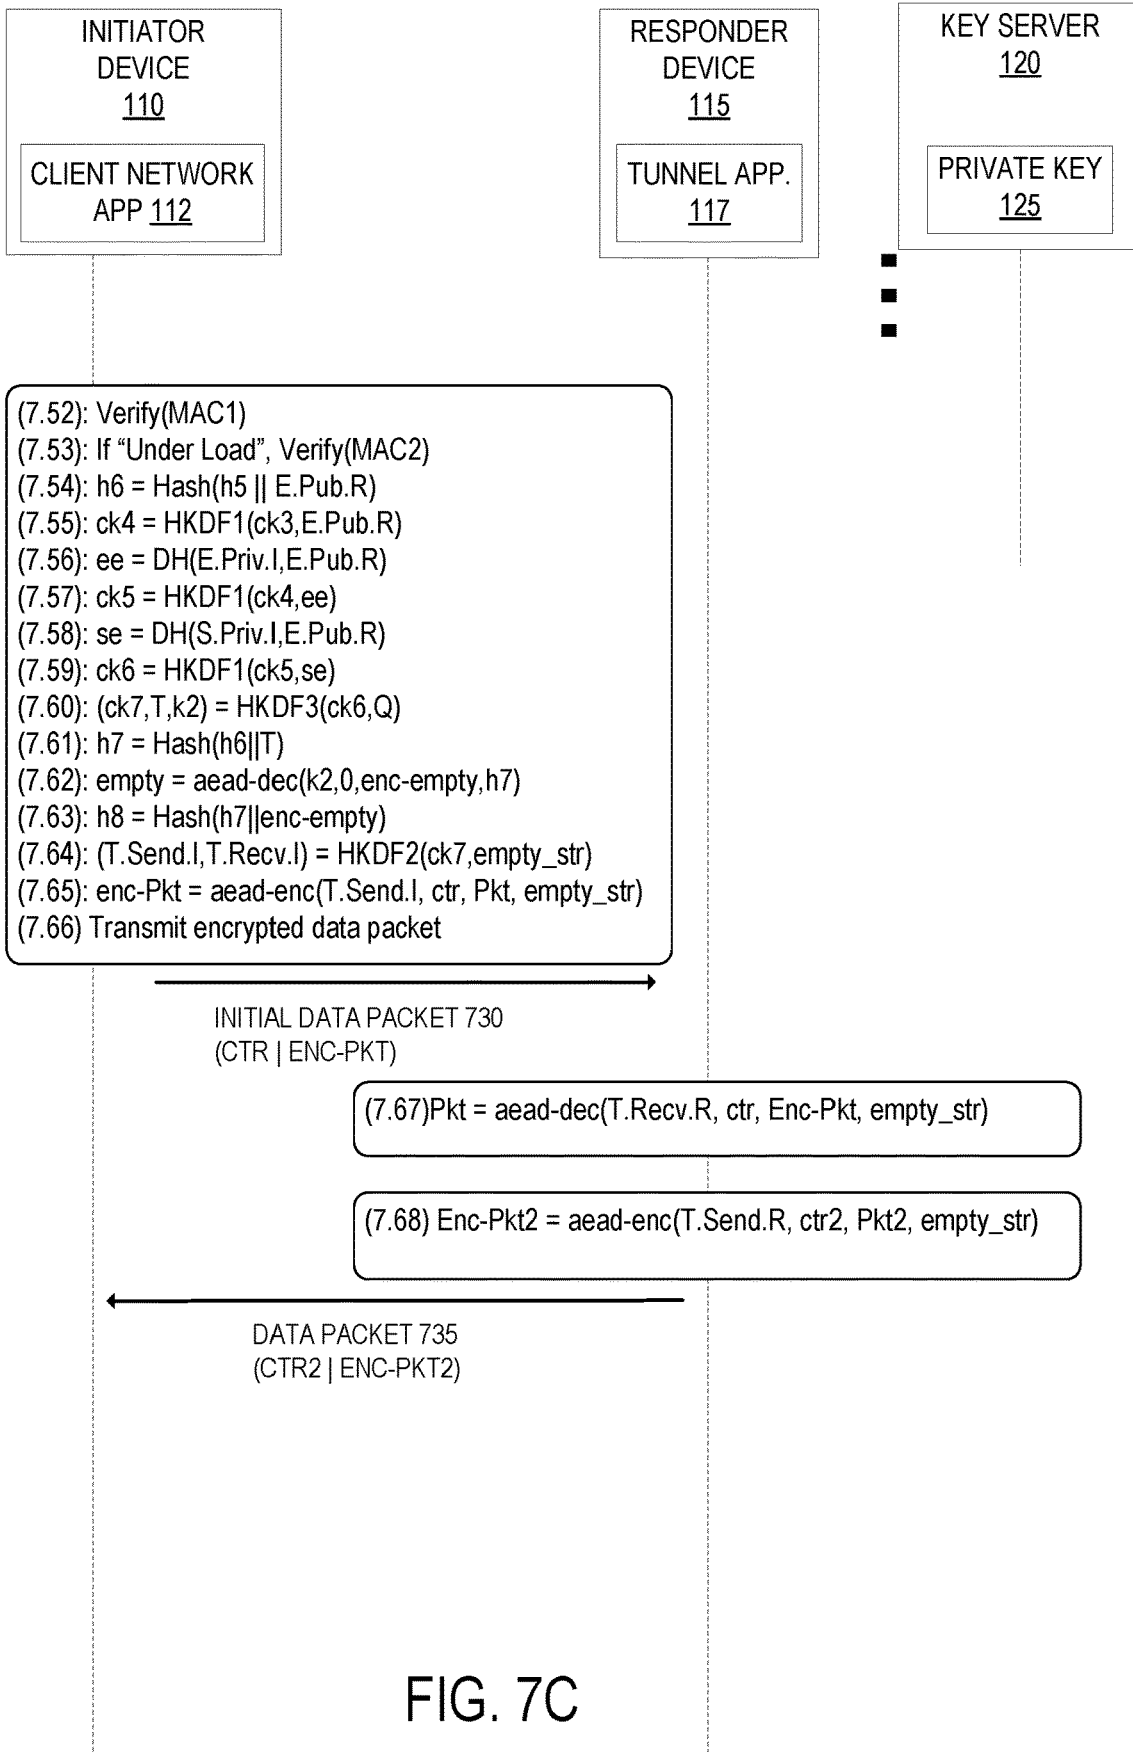 INITIATOR
DEVICE
110
CLIENT NETWORK
APP 112
RESPONDER
DEVICE
115
TUNNEL APP.
117
KEY SERVER
120
PRIVATE KEY
125
(7.52): Verify(MAC1)
(7.53): If “Under Load”, Verify(MAC2)
(7.54): h6 = Hash(h5 || E.Pub.R)
(7.55): ck4 = HKDF1(ck3,E.Pub.R)
(7.56): ee = DH(E.Priv.I,E.Pub.R)
(7.57): ck5 = HKDF1(ck4,ee)
(7.58): se = DH(S.Priv.I,E.Pub.R)
(7.59): ck6 = HKDF1(ck5,se)
(7.60): (ck7,T,k2) = HKDF3(ck6,Q)
(7.61): h7 = Hash(h6||T)
(7.62): empty = aead-dec(k2,0,enc-empty,h7)
(7.63): h8 = Hash(h7||enc-empty)
(7.64): (T.Send.I,T.Recv.I) = HKDF2(ck7,empty_str)
(7.65): enc-Pkt = aead-enc(T.Send.I, ctr, Pkt, empty_str)
(7.66) Transmit encrypted data packet
INITIAL DATA PACKET 730
(CTR | ENC-PKT)
(7.67)Pkt = aead-dec(T.Recv.R, ctr, Enc-Pkt, empty_str)
(7.68) Enc-Pkt2 = aead-enc(T.Send.R, ctr2, Pkt2, empty_str)
DATA PACKET 735
(CTR2 | ENC-PKT2)
FIG. 7C